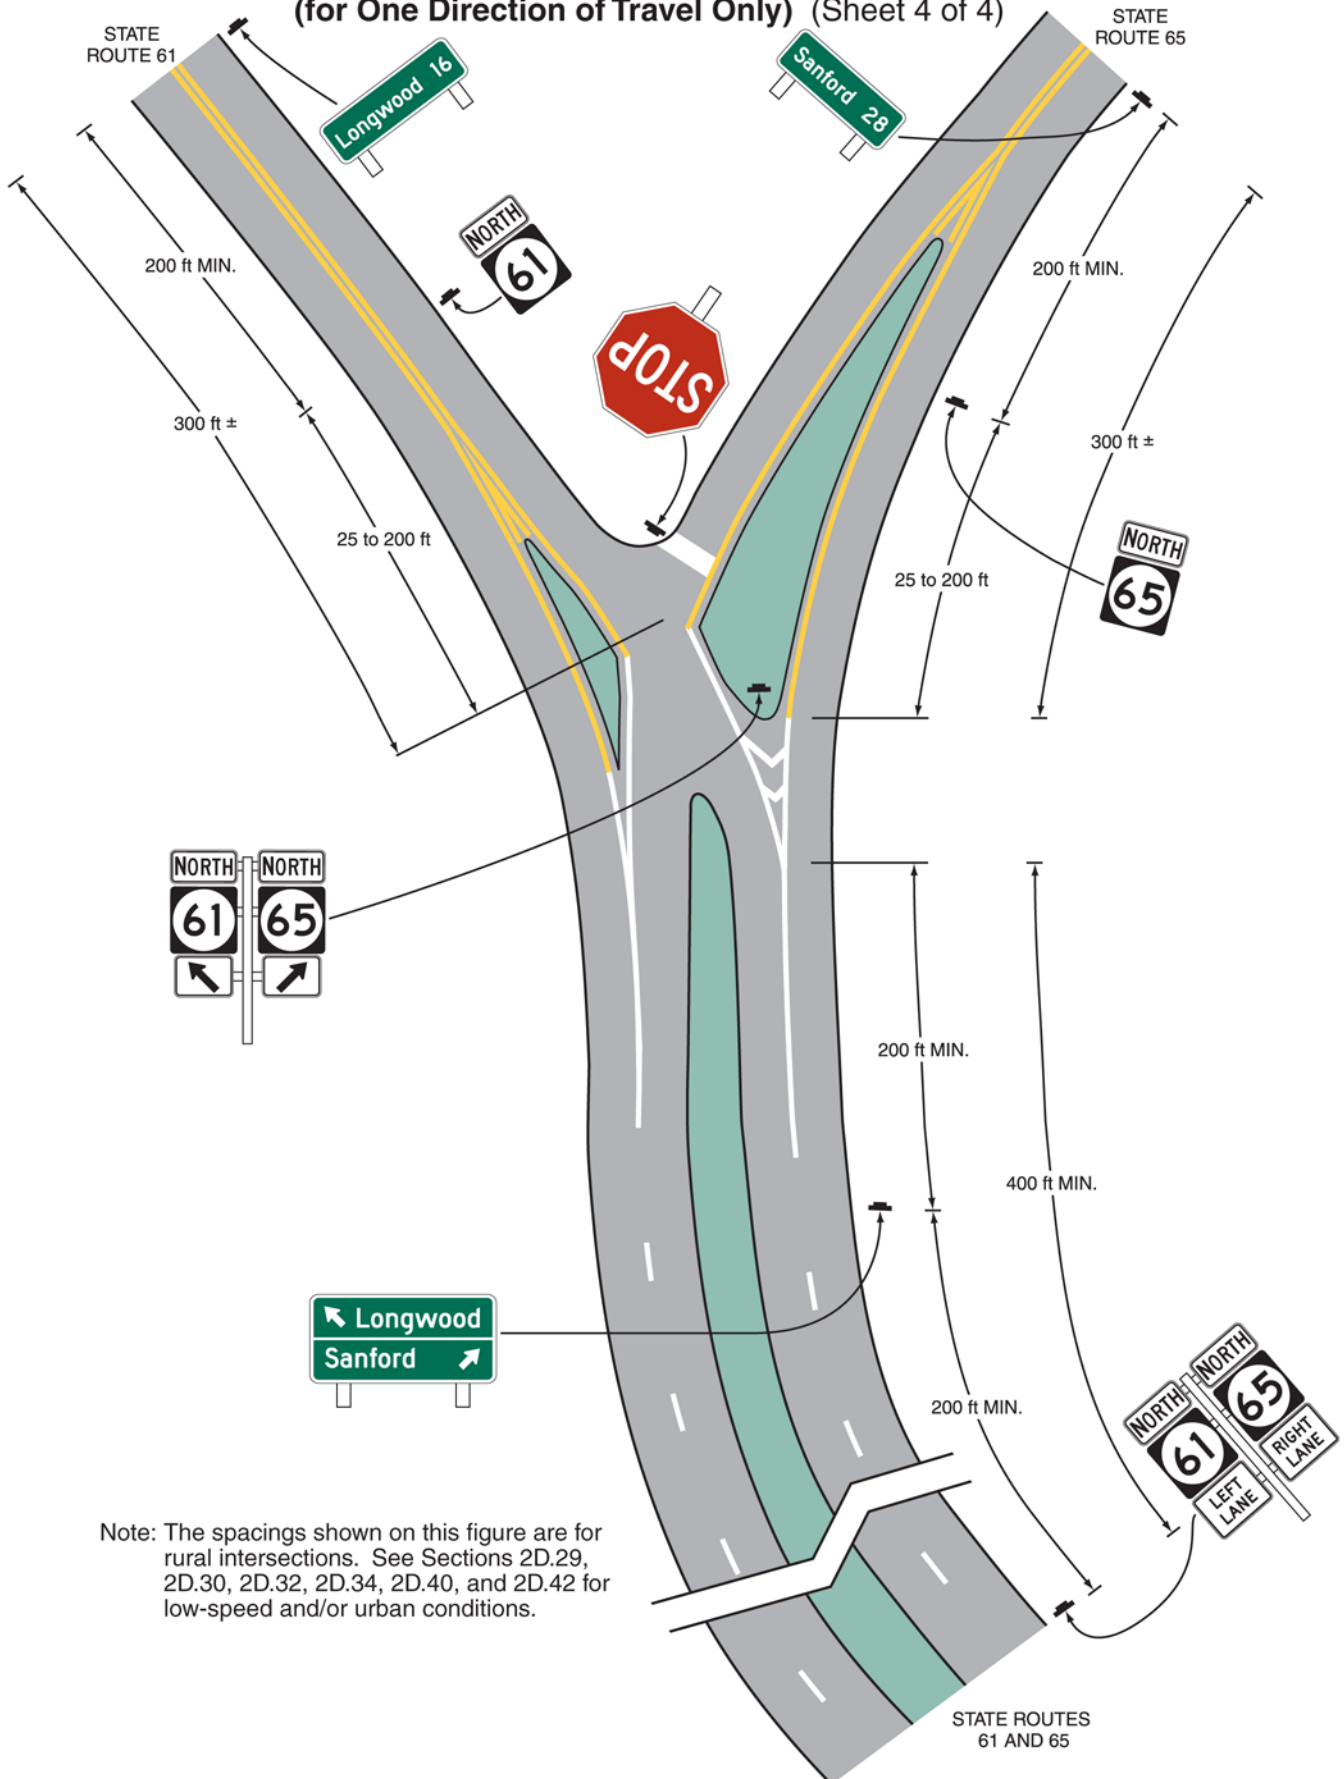 (for One Direction of Travel Only) (Sheet 4 of 4)
STATE
ROUTE 61
STATE
ROUTE 65
Longwood 16
Sanford 28
NORTH
61
200 ft MIN.
200 ft MIN.
STOP
300 ft ±
300 ft ±
25 to 200 ft
25 to 200 ft
NORTH
65
NORTH NORTH
61 65
200 ft MIN.
400 ft MIN.
Longwood
Sanford
200 ft MIN.
NORTH
65
RIGHT
LANE
NORTH
61
LEFT
LANE
Note: The spacings shown on this figure are for
rural intersections. See Sections 2D.29,
2D.30, 2D.32, 2D.34, 2D.40, and 2D.42 for
low-speed and/or urban conditions.
STATE ROUTES
61 AND 65